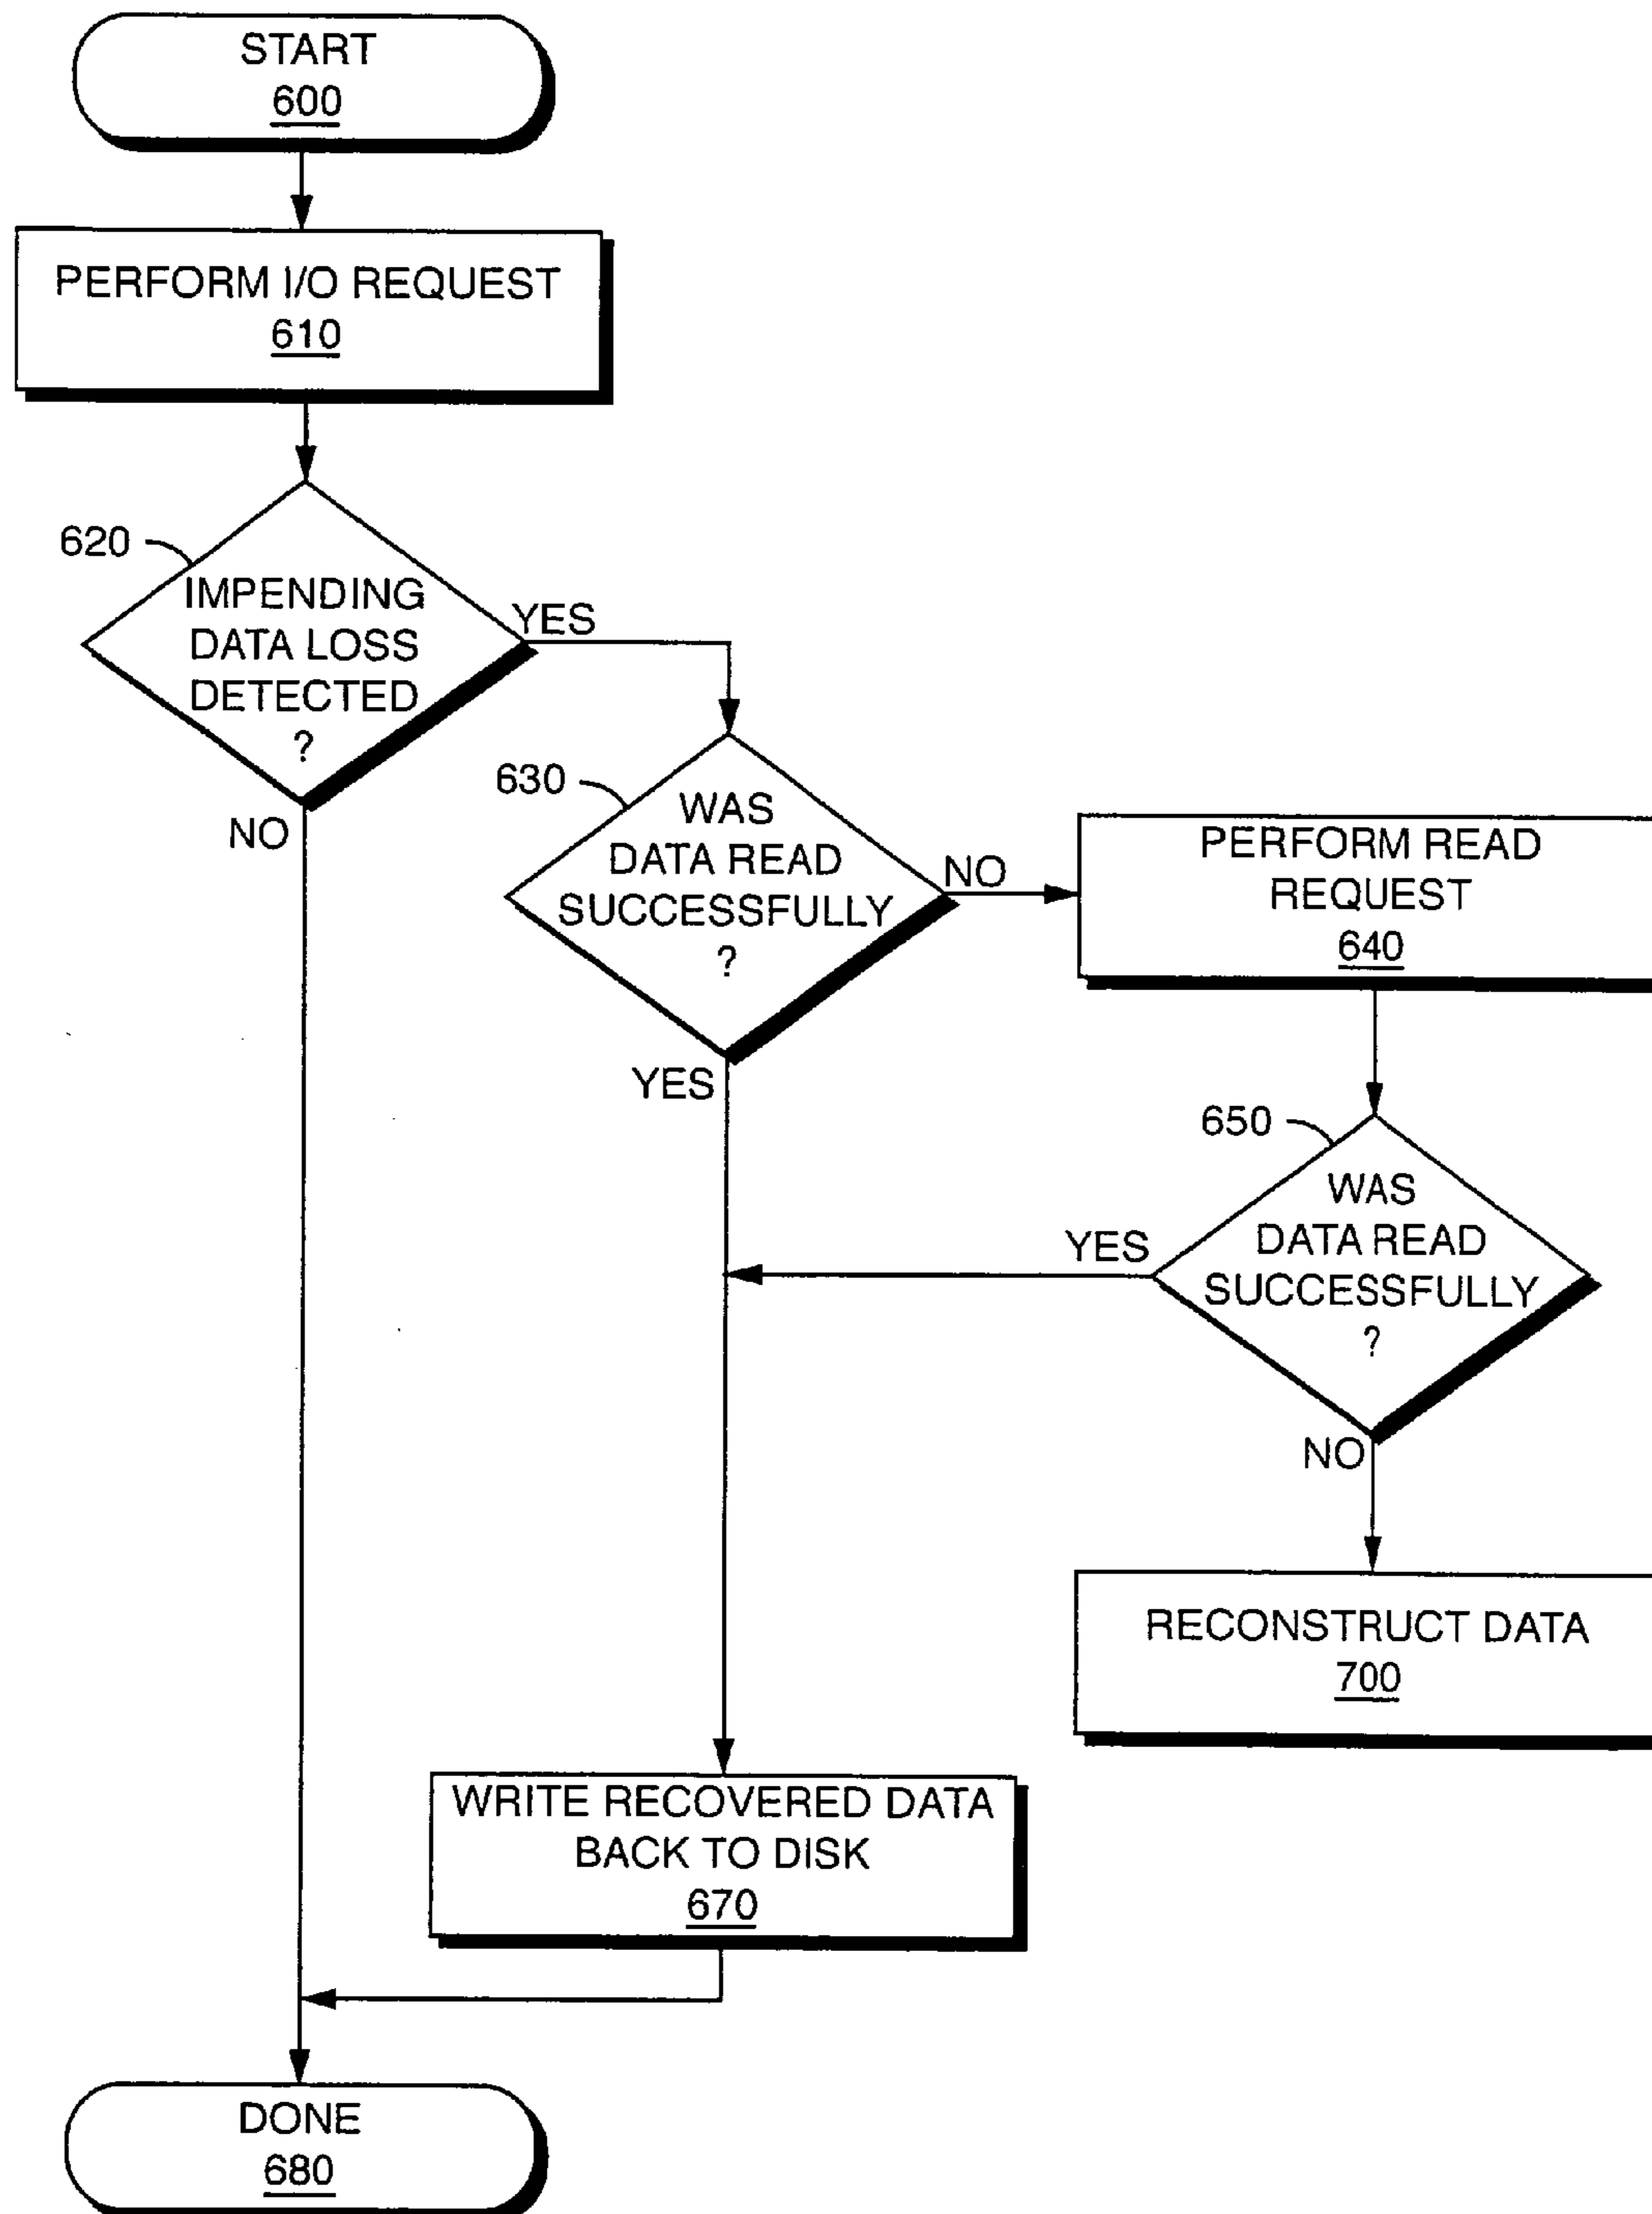 START
600
PERFORM I/O REQUEST
610
620
IMPENDING
DATA LOSS
DETECTED
?
YES
NO
630
WAS
DATA READ
SUCCESSFULLY
?
NO
YES
PERFORM READ
REQUEST
640
650
WAS
DATA READ
SUCCESSFULLY
?
YES
NO
RECONSTRUCT DATA
700
WRITE RECOVERED DATA
BACK TO DISK
670
DONE
680